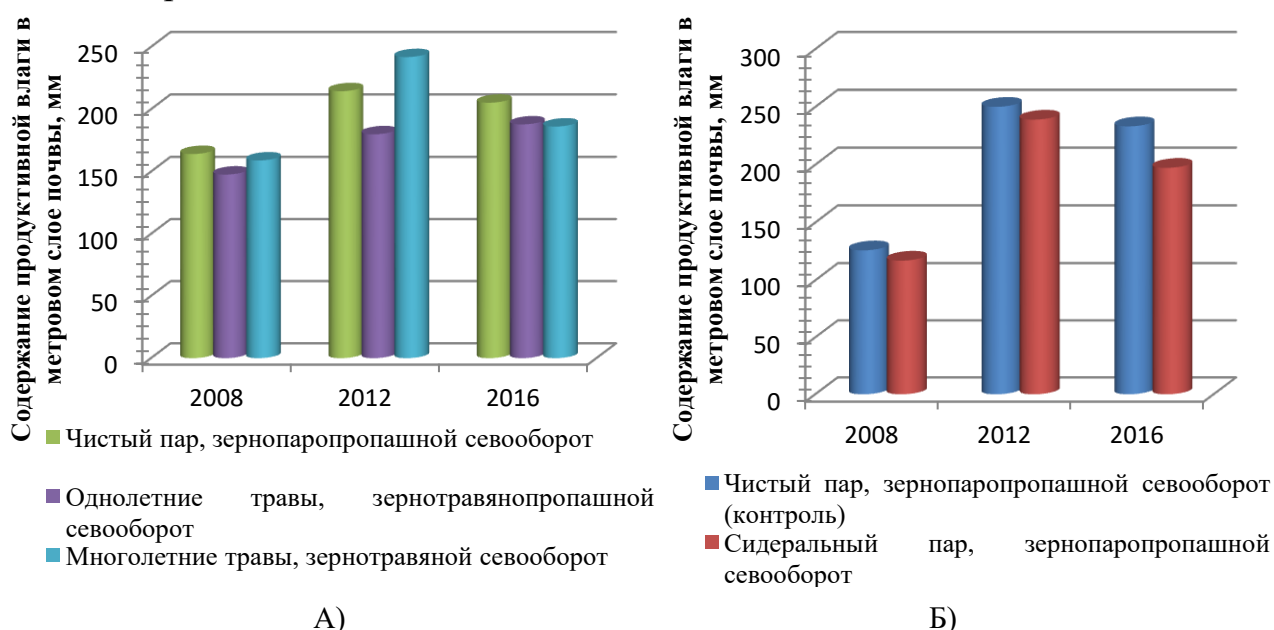 Содержание продуктивной влаги в
метровом слое почвы, мм
250
200
150
100
50
0
2008 2012 2016
Чистый пар, зернопаропропашной севооборот
Однолетние травы, зернотравянопропашной
севооборот
Многолетние травы, зернотравяной севооборот
А)
Содержание продуктивной влаги в
метровом слое почвы, мм
300
250
200
150
100
50
0
2008 2012 2016
Чистый пар, зернопаропропашной севооборот
(контроль)
Сидеральный пар, зернопаропропашной
севооборот
Б)